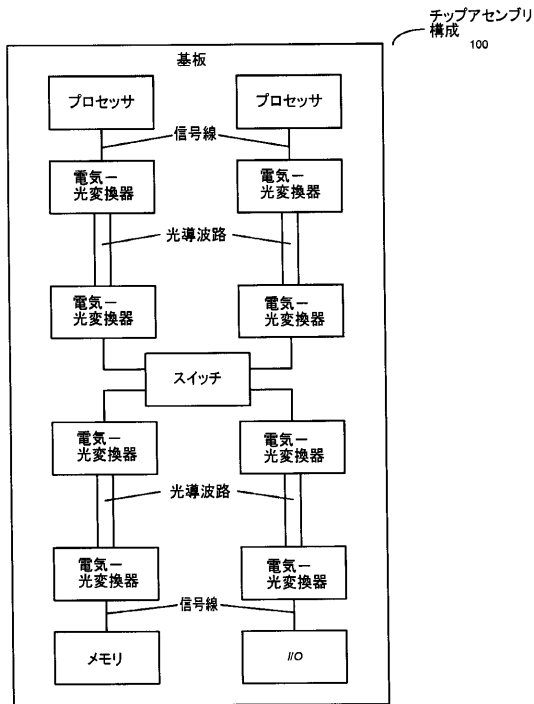 チップアセンブリ
構成
100
基板
プロセッサ
プロセッサ
信号線
電気ー
光変換器
電気ー
光変換器
光導波路
電気ー
光変換器
電気ー
光変換器
スイッチ
電気ー
光変換器
電気ー
光変換器
光導波路
電気ー
光変換器
電気ー
光変換器
信号線
メモリ
I/O